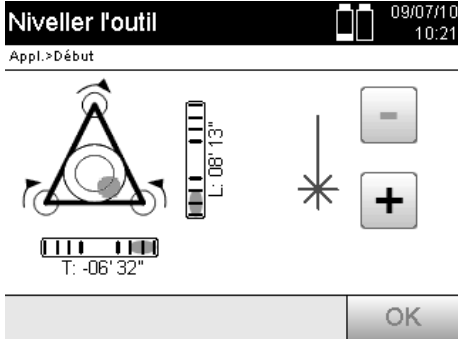 Niveller l'outil
09/07/10
10:21
Appl.>Début
L: 08' 13"
T: -06' 32"
-
+
OK